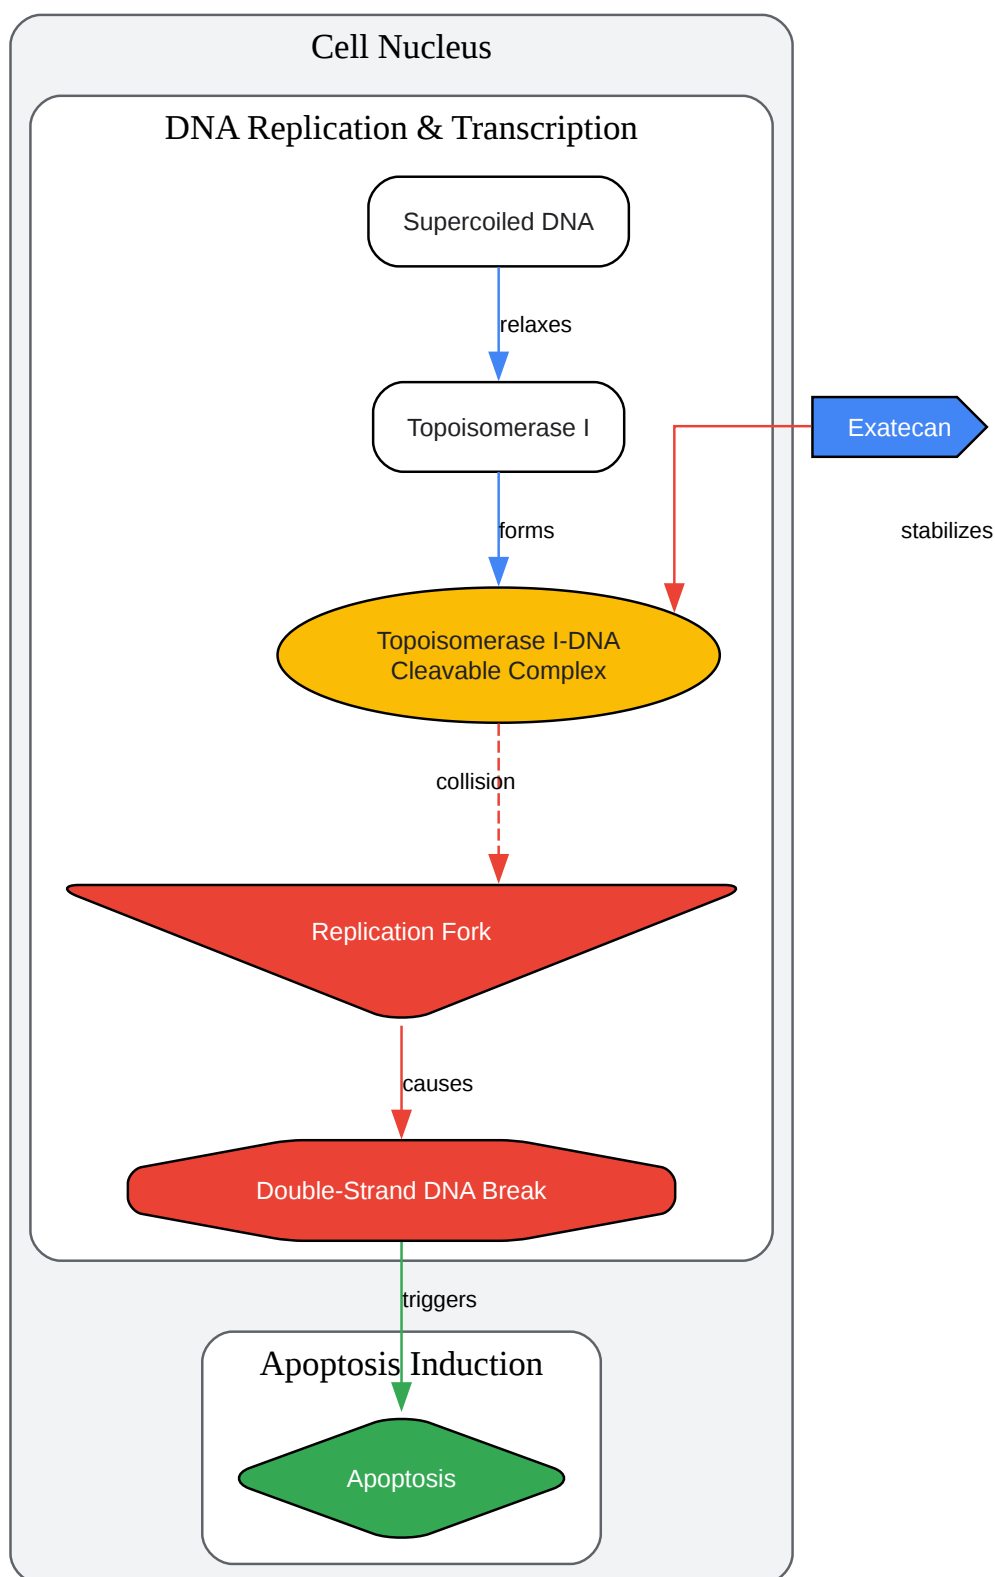 Cell Nucleus
DNA Replication & Transcription
Supercoiled DNA
relaxes
Topoisomerase I
Exatecan
forms
stabilizes
Topoisomerase I-DNA
Cleavable Complex
collision
Replication Fork
causes
Double-Strand DNA Break
triggers
Apoptosis Induction
Apoptosis